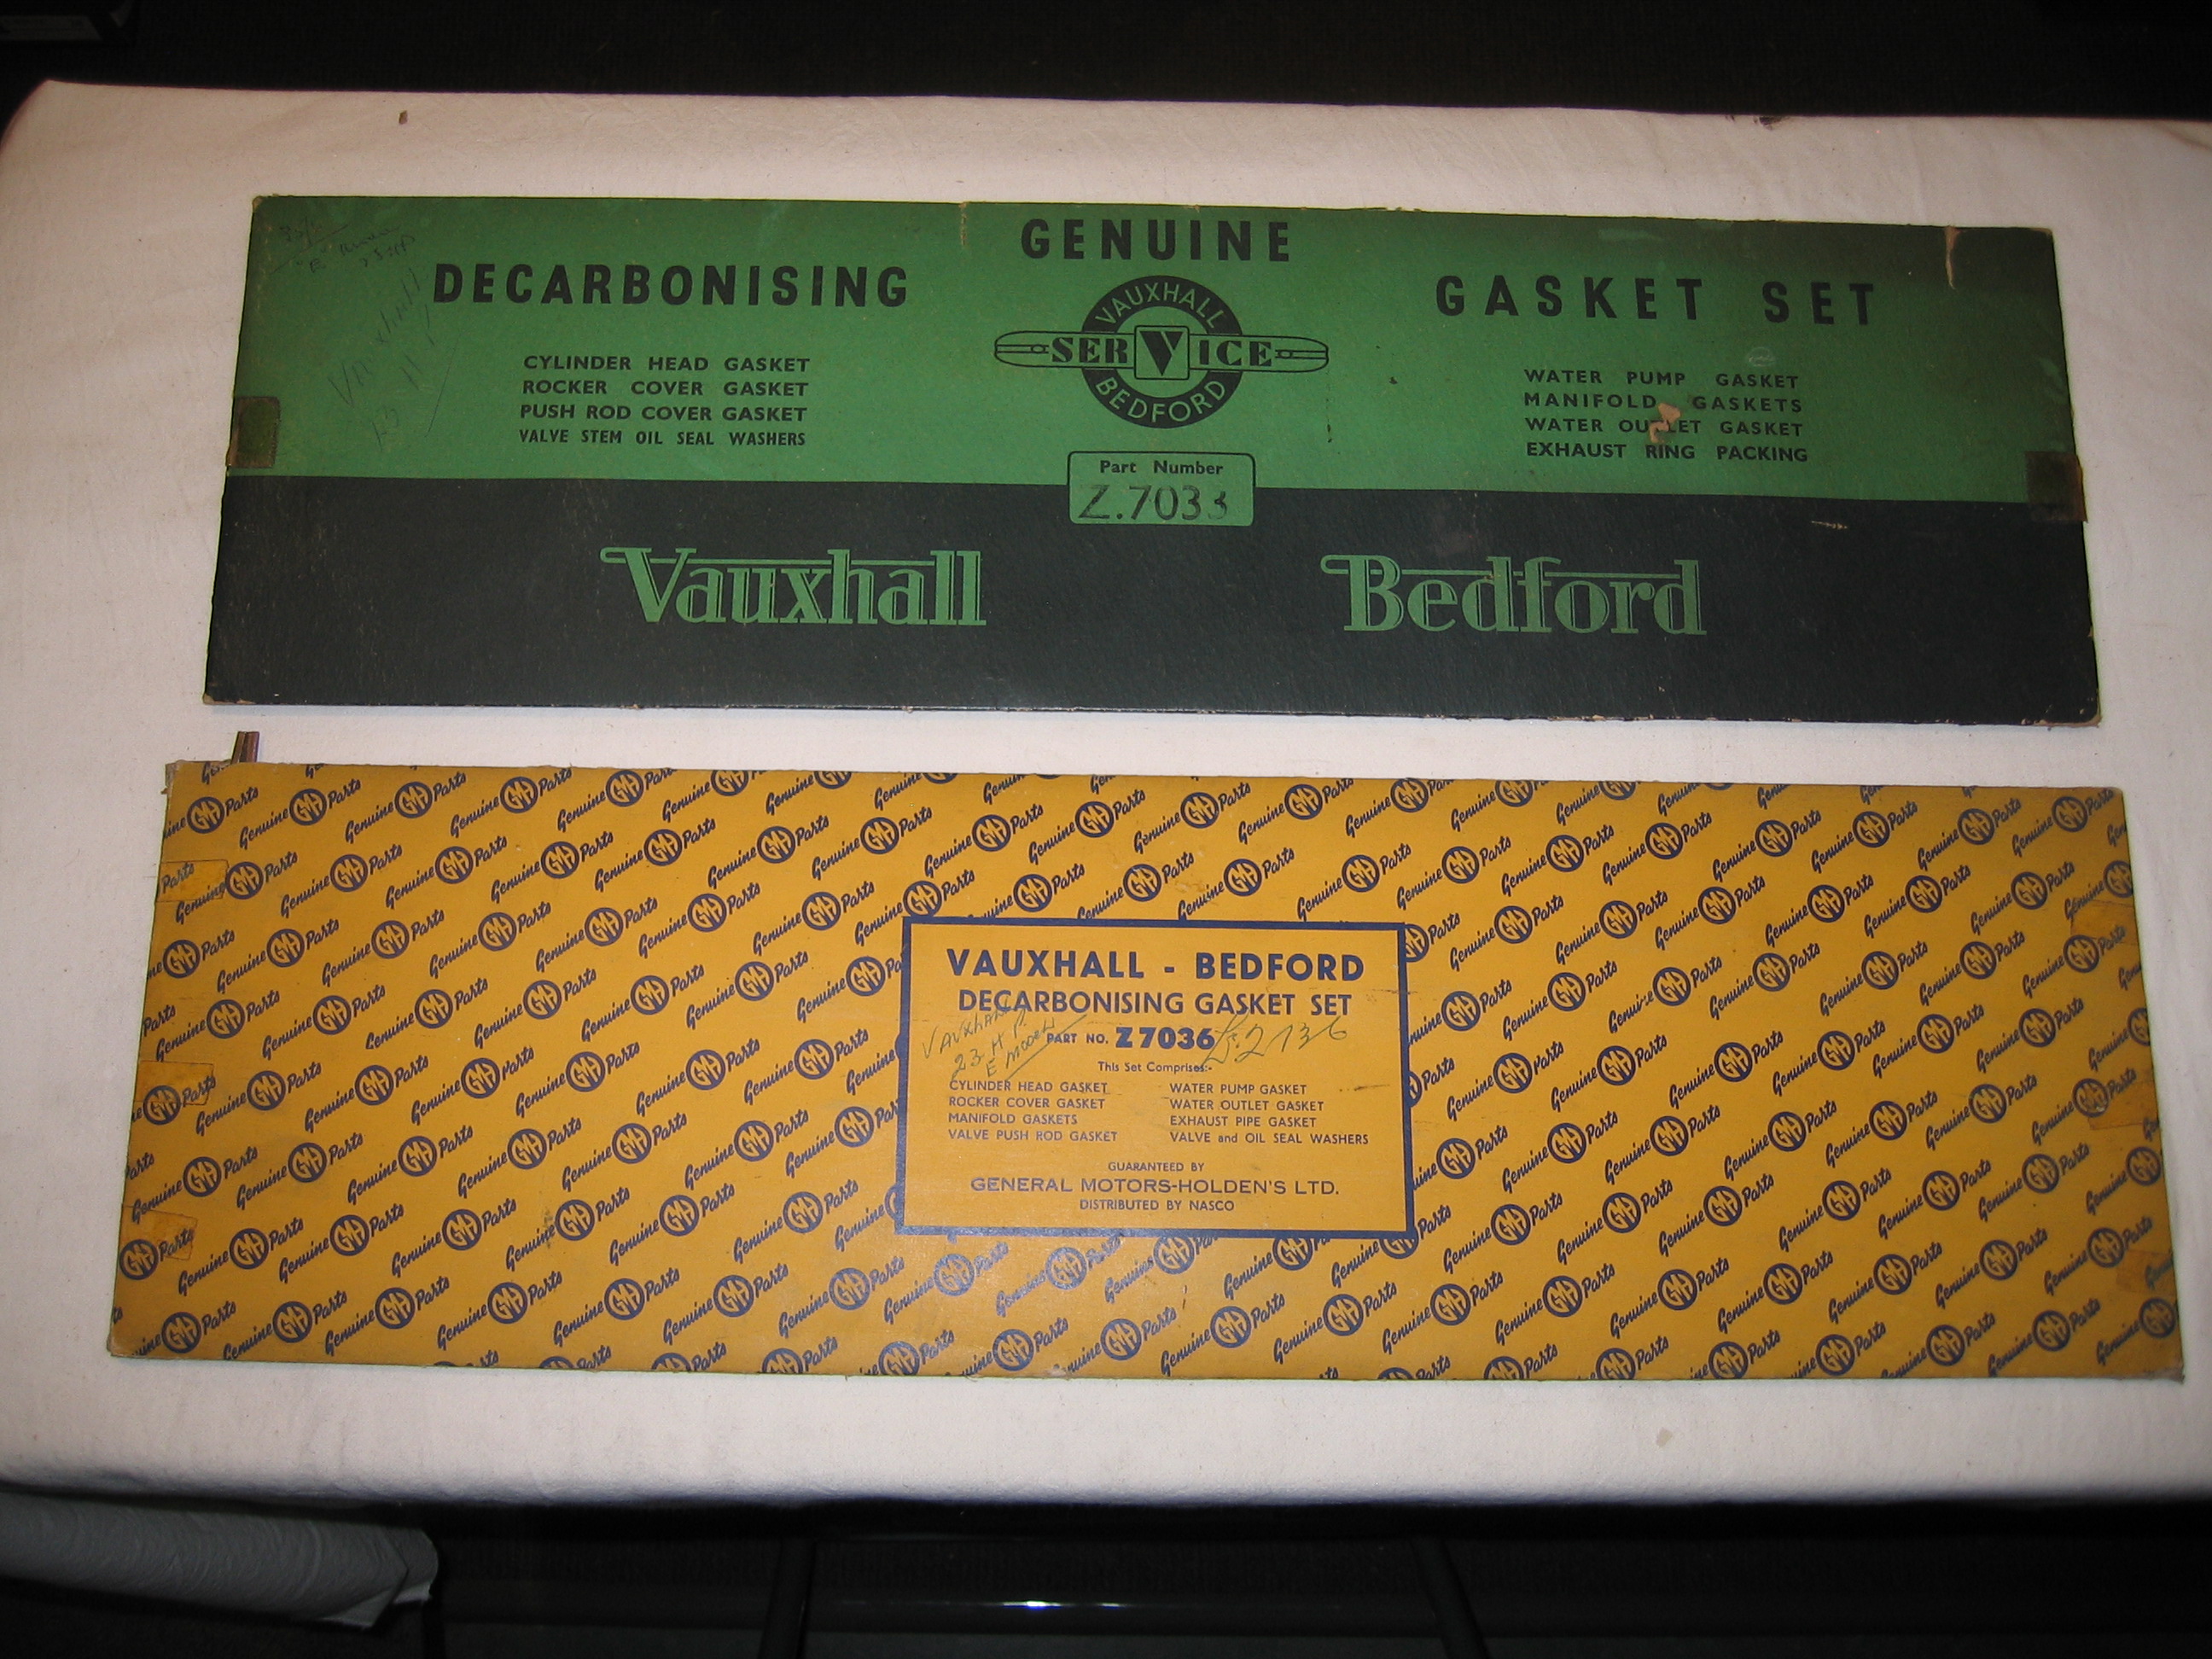 GENUINE
DECARBONISING
GASKET SET
VAUXHALL
SERVICE
V
BEDFORD
CYLINDER HEAD GASKET
ROCKER COVER GASKET
PUSH ROD COVER GASKET
VALVE STEM OIL SEAL WASHERS
WATER PUMP GASKET
MANIFOLD GASKETS
WATER OUTLET GASKET
EXHAUST RING PACKING
Part Number
Z.7033
Vauxhall
Bedford
Genuine GMH Parts
VAUXHALL - BEDFORD
DECARBONISING GASKET SET
PART NO. Z7036
VAUXHALL
23 H.P.
E MODEL
This Set Comprises:-
CYLINDER HEAD GASKET
ROCKER COVER GASKET
MANIFOLD GASKETS
VALVE PUSH ROD GASKET
WATER PUMP GASKET
WATER OUTLET GASKET
EXHAUST PIPE GASKET
VALVE and OIL SEAL WASHERS
GUARANTEED BY
GENERAL MOTORS-HOLDEN'S LTD.
DISTRIBUTED BY NASCO